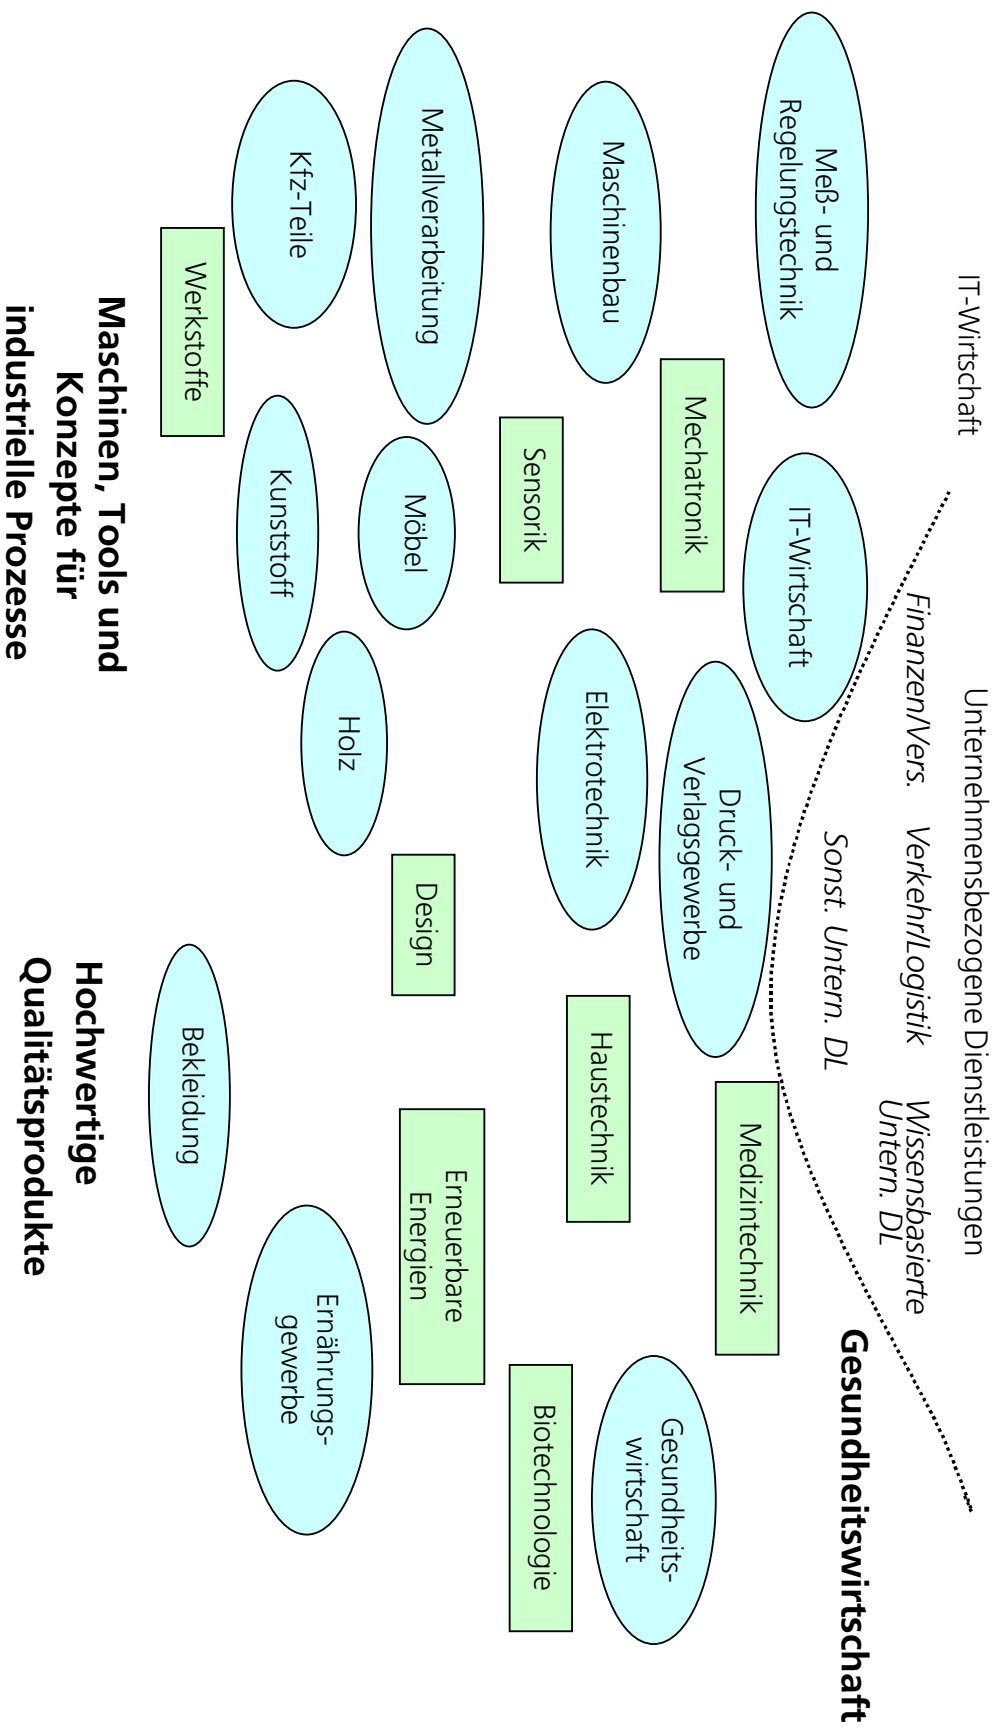 IT-Wirtschaft
Unternehmensbezogene Dienstleistungen
Finanzen/Vers.
Verkehr/Logistik
Wissensbasierte
Untern. DL
Sonst. Untern. DL
Gesundheitswirtschaft
Meß- und
Regelungstechnik
IT-Wirtschaft
Druck- und
Verlagsgewerbe
Medizintechnik
Mechatronik
Maschinenbau
Elektrotechnik
Haustechnik
Gesundheits-
wirtschaft
Sensorik
Biotechnologie
Metallverarbeitung
Möbel
Design
Erneuerbare
Energien
Kfz-Teile
Kunststoff
Holz
Ernährungs-
gewerbe
Werkstoffe
Bekleidung
Maschinen, Tools und
Konzepte für
industrielle Prozesse
Hochwertige
Qualitätsprodukte